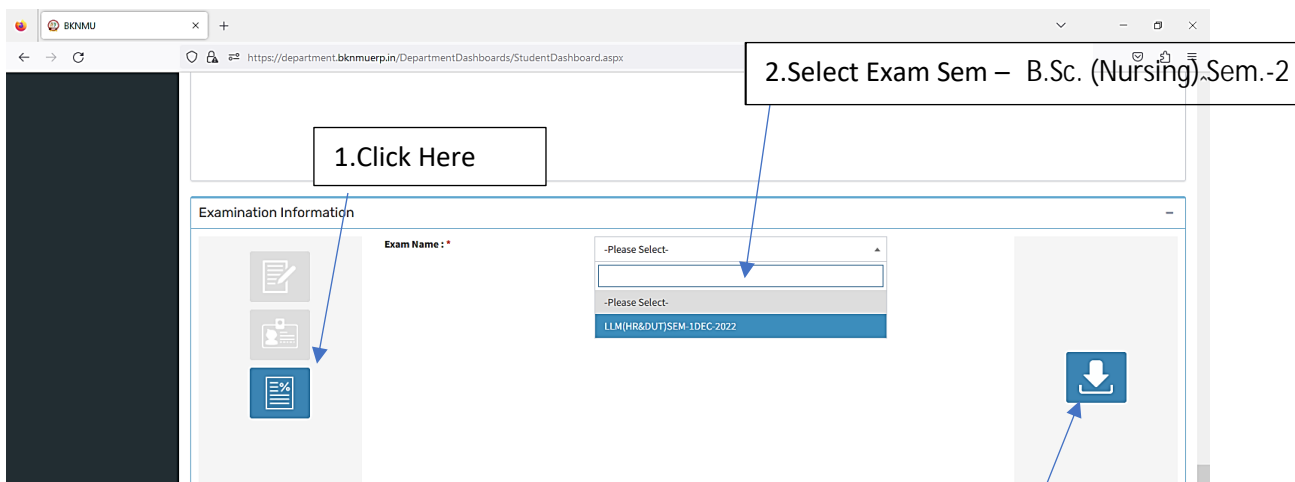 BKNMU
https://department.bknmuerp.in/DepartmentDashboards/StudentDashboard.aspx
2.Select Exam Sem – B.Sc. (Nursing) Sem.-2
1.Click Here
Examination Information
Exam Name : *
-Please Select-
-Please Select-
LLM(HR&DUT)SEM-1DEC-2022